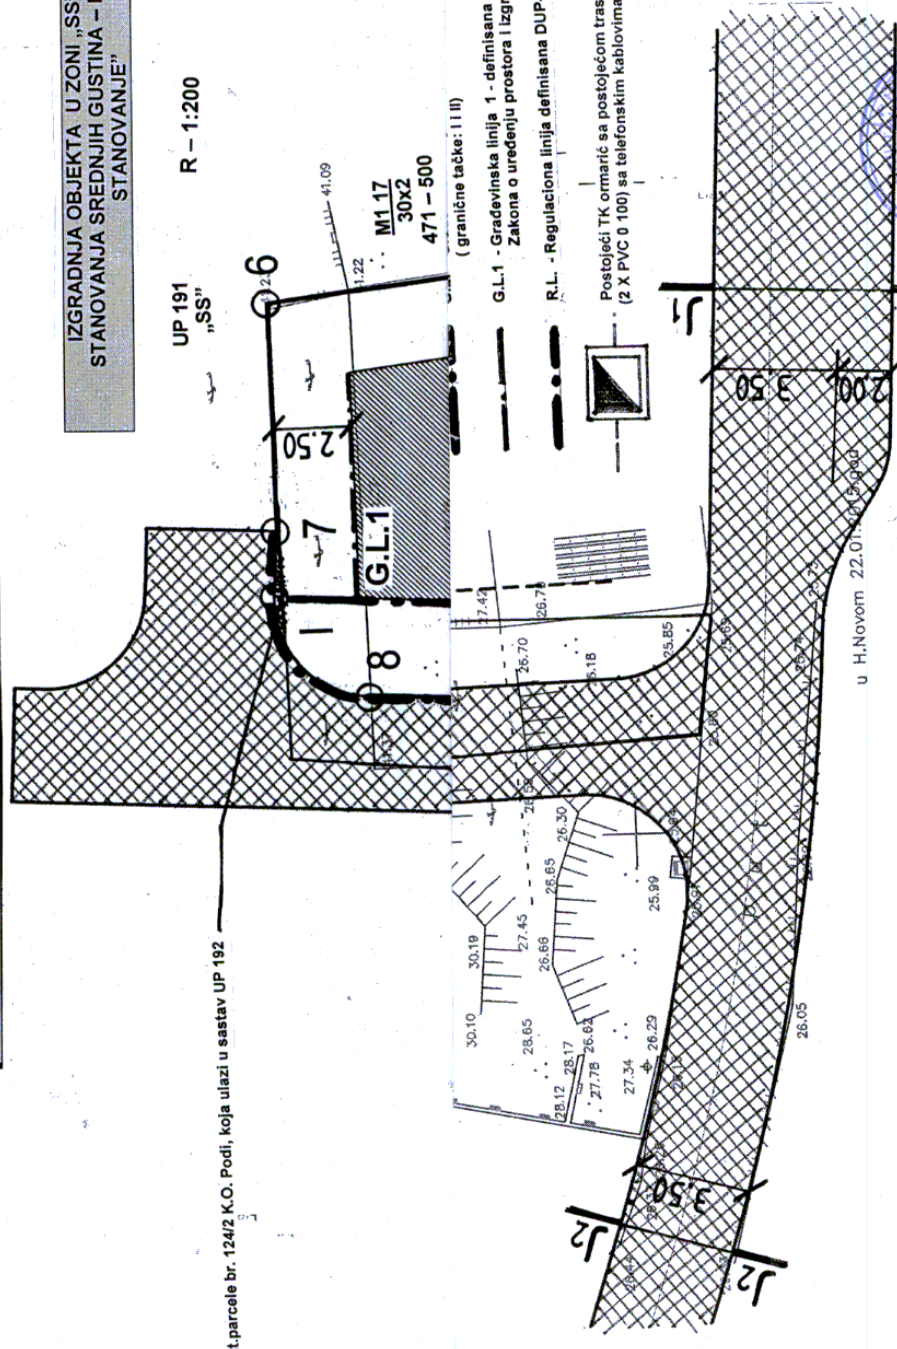 IZGRADNJA OBJEKTA U ZONI „SS
STANOVANJA SREDNJIH GUSTINA –
STANOVANJE”
R – 1:200
UP 191
„SS”
6
41.09
1.22
M1 17
30x2
471 – 500
2.50
7
G.L.1
I
8
t.parcele br. 124/2 K.O. Podi, koja ulazi u sastav UP 192
( granične tačke: I i II)
G.L.1 - Građevinska linija 1 - definisana
Zakona o uređenju prostora i izgr
R.L. - Regulaciona linija definisana DUP
Postojeći TK ormarić sa postojećom tras
(2 X PVC 0 100) sa telefonskim kablovima
J1
3.50
2.00
27.42
26.70
26.18
25.85
26.30
26.65
26.66
27.45
30.19
30.10
28.65
28.17
28.12
27.78
26.62
27.34
26.29
25.99
26.05
3.50
J2
J2
u H.Novom 22.01.2015.god